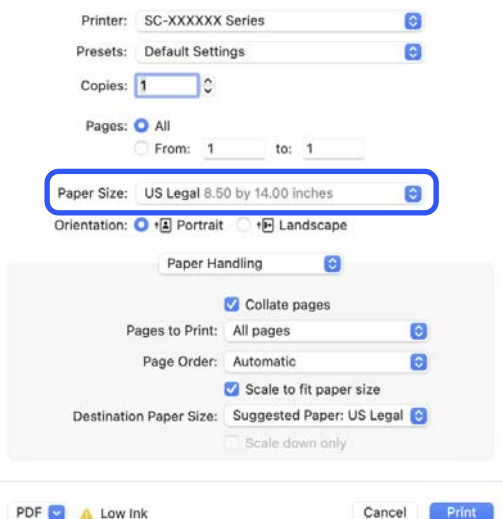 Printer: SC-XXXXXX Series
Presets: Default Settings
Copies: 1
Pages: All
From: 1 to: 1
Paper Size: US Legal 8.50 by 14.00 inches
Orientation: Portrait Landscape
Paper Handling
Collate pages
Pages to Print: All pages
Page Order: Automatic
Scale to fit paper size
Destination Paper Size: Suggested Paper: US Legal
Scale down only
PDF Low Ink Cancel Print